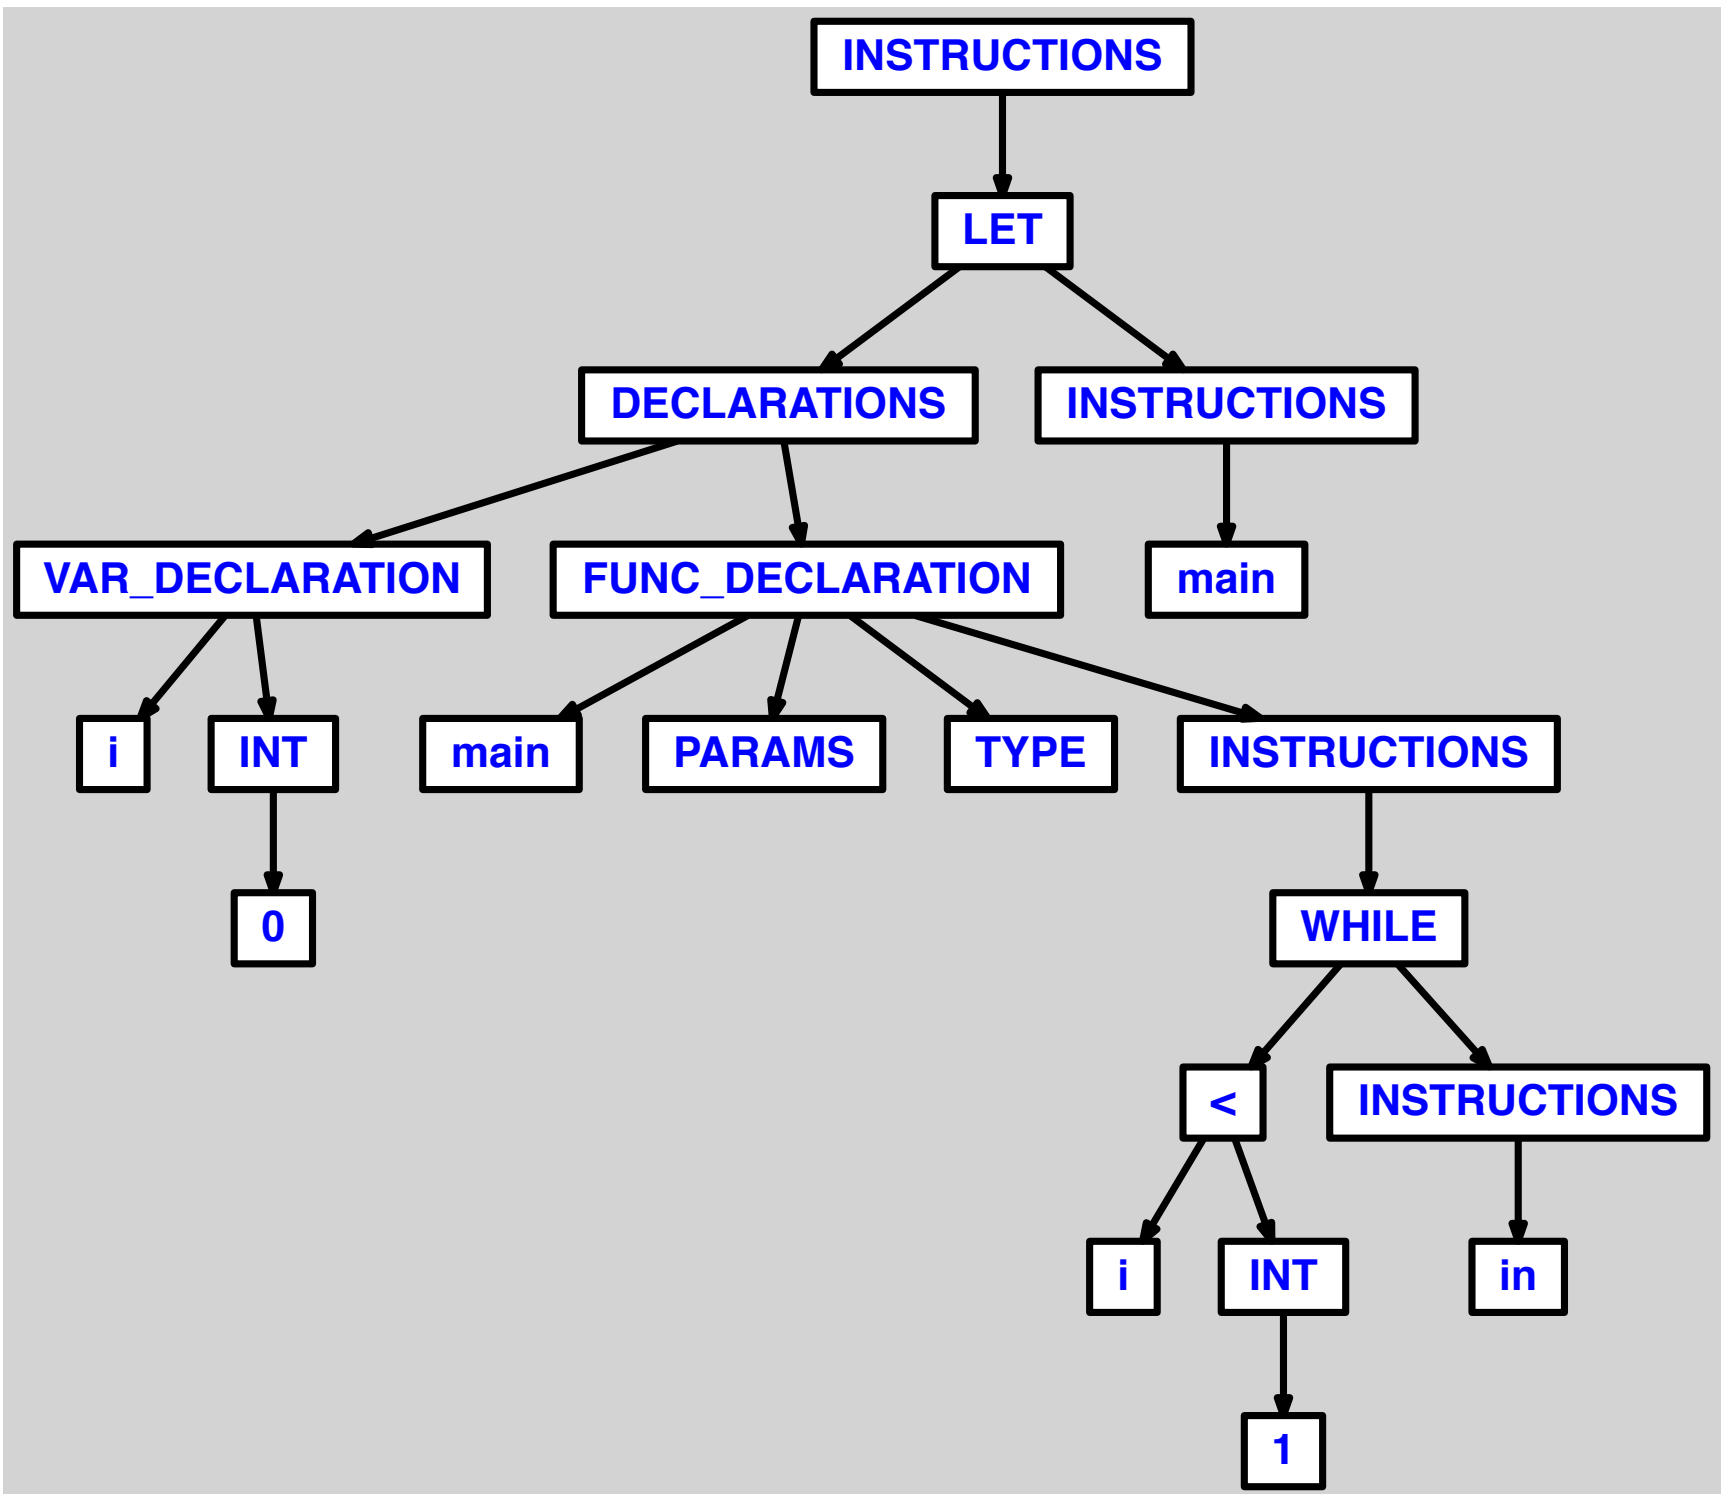 INSTRUCTIONS
LET
DECLARATIONS INSTRUCTIONS
VAR_DECLARATION FUNC_DECLARATION main
i INT main PARAMS TYPE INSTRUCTIONS
0 WHILE
< INSTRUCTIONS
i INT in
1